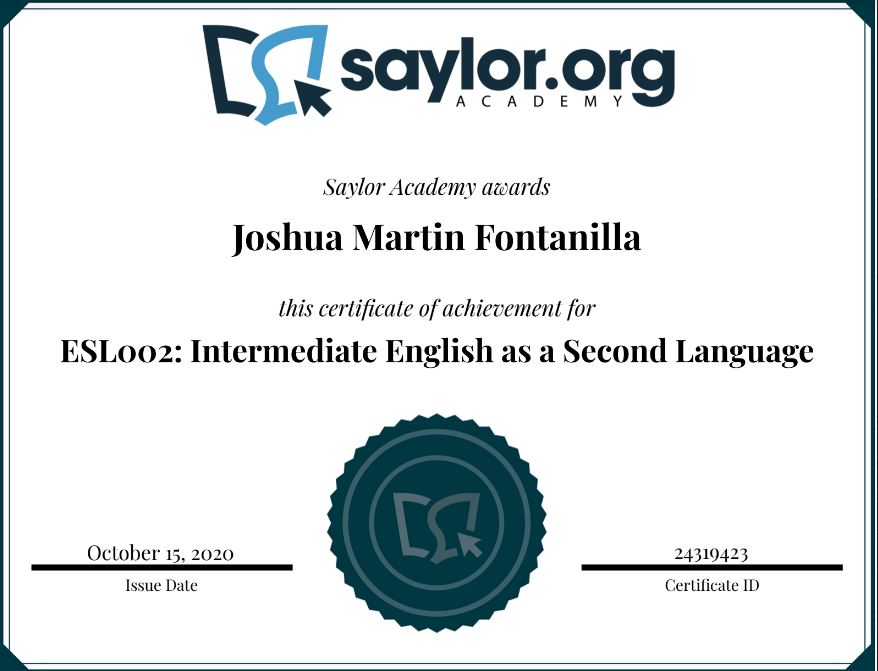 saylor.org
ACADEMY
Saylor Academy awards
Joshua Martin Fontanilla
this certificate of achievement for
ESL002: Intermediate English as a Second Language
October 15, 2020
Issue Date
24319423
Certificate ID